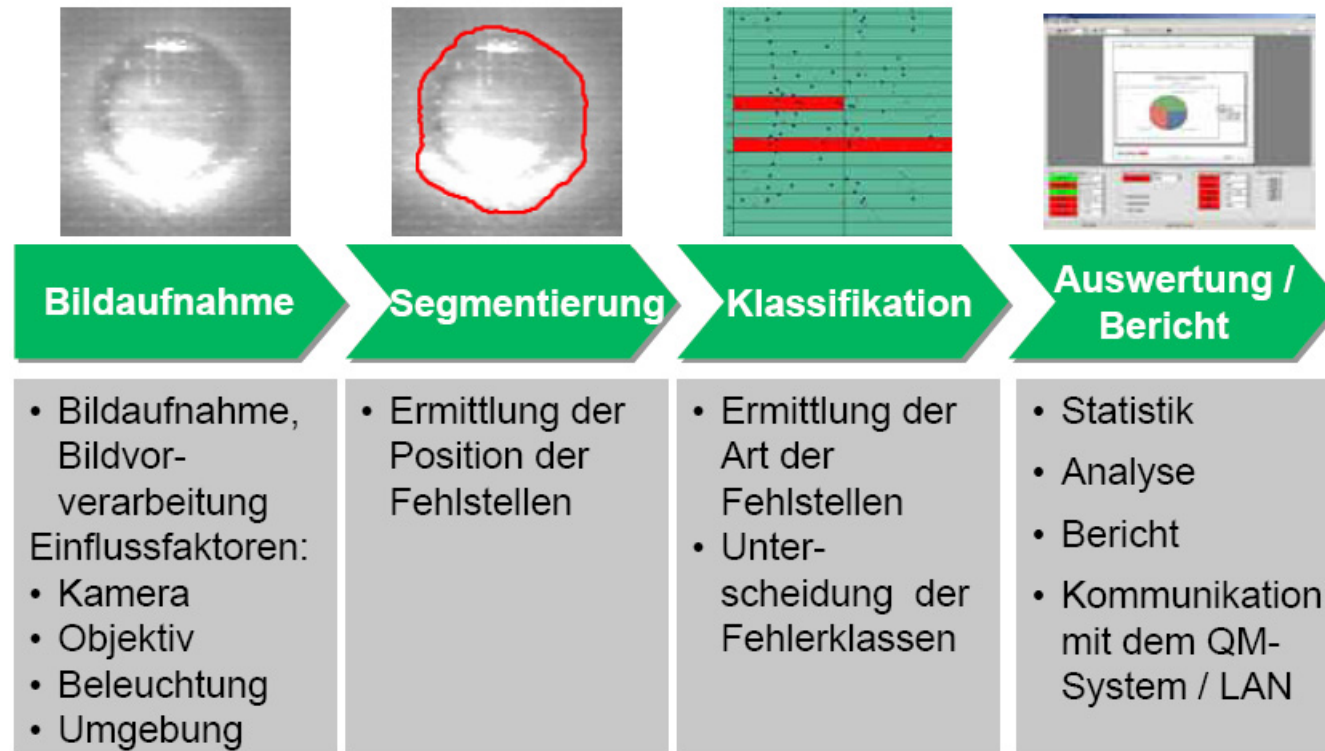 Bildaufnahme
Segmentierung
Klassifikation
Auswertung /
Bericht
• Bildaufnahme,
Bildvor-
verarbeitung
Einflussfaktoren:
• Kamera
• Objektiv
• Beleuchtung
• Umgebung
• Ermittlung der
Position der
Fehlstellen
• Ermittlung der
Art der
Fehlstellen
• Unter-
scheidung der
Fehlerklassen
• Statistik
• Analyse
• Bericht
• Kommunikation
mit dem QM-
System / LAN